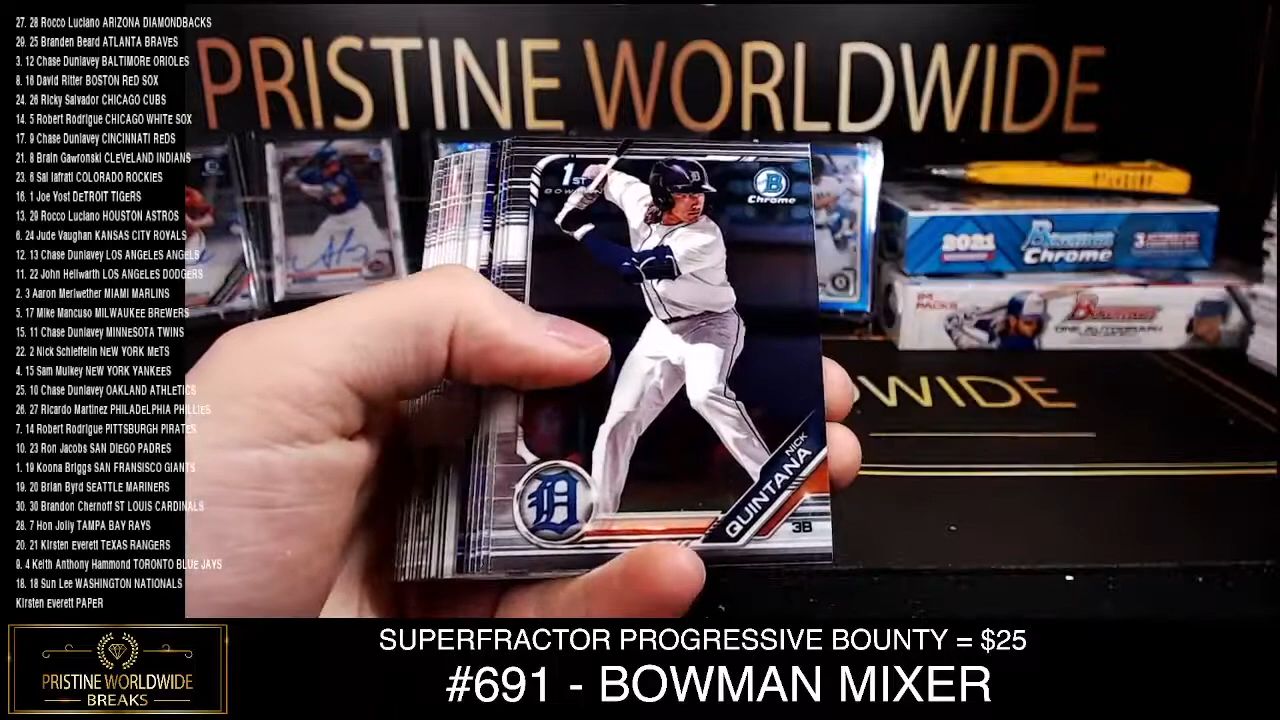 27. 28 Rocco Luciano ARIZONA DIAMONDBACKS
29. 25 Branden Beard ATLANTA BRAVES
3. 12 Chase Dunlavey BALTIMORE ORIOLES
8. 16 David Ritter BOSTON RED SOX
24. 26 Ricky Salvador CHICAGO CUBS
14. 5 Robert Rodrigue CHICAGO WHITE SOX
17. 9 Chase Dunlavey CINCINNATI REDS
21. 8 Brain Gawronski CLEVELAND INDIANS
23. 6 Sal Iafrati COLORADO ROCKIES
16. 1 Joe Yost DETROIT TIGERS
13. 29 Rocco Luciano HOUSTON ASTROS
6. 24 Jude Vaughan KANSAS CITY ROYALS
12. 13 Chase Dunlavey LOS ANGELES ANGELS
11. 22 John Hellwarth LOS ANGELES DODGERS
2. 3 Aaron Meriwether MIAMI MARLINS
5. 17 Mike Mancuso MILWAUKEE BREWERS
15. 11 Chase Dunlavey MINNESOTA TWINS
22. 2 Nick Schieffelin NEW YORK METS
4. 15 Sam Mulkey NEW YORK YANKEES
25. 10 Chase Dunlavey OAKLAND ATHLETICS
26. 27 Ricardo Martinez PHILADELPHIA PHILLIES
7. 14 Robert Rodrigue PITTSBURGH PIRATES
10. 23 Ron Jacobs SAN DIEGO PADRES
1. 19 Koona Briggs SAN FRANSISCO GIANTS
19. 20 Brian Byrd SEATTLE MARINERS
30. 30 Brandon Chernoff ST LOUIS CARDINALS
28. 7 Hon Jolly TAMPA BAY RAYS
20. 21 Kirsten Everett TEXAS RANGERS
9. 4 Keith Anthony Hammond TORONTO BLUE JAYS
18. 18 Sun Lee WASHINGTON NATIONALS
Kirsten Everett PAPER
PRISTINE WORLDWIDE
1ST
BOWMAN
B
Chrome
D
NICK
QUINTANA
3B
2021
Bowman
Chrome
3
24
PACKS
Bowman
ONE AUTOGRAPH
WIDE
PRISTINE WORLDWIDE
BREAKS
SUPERFRACTOR PROGRESSIVE BOUNTY = $25
#691 - BOWMAN MIXER